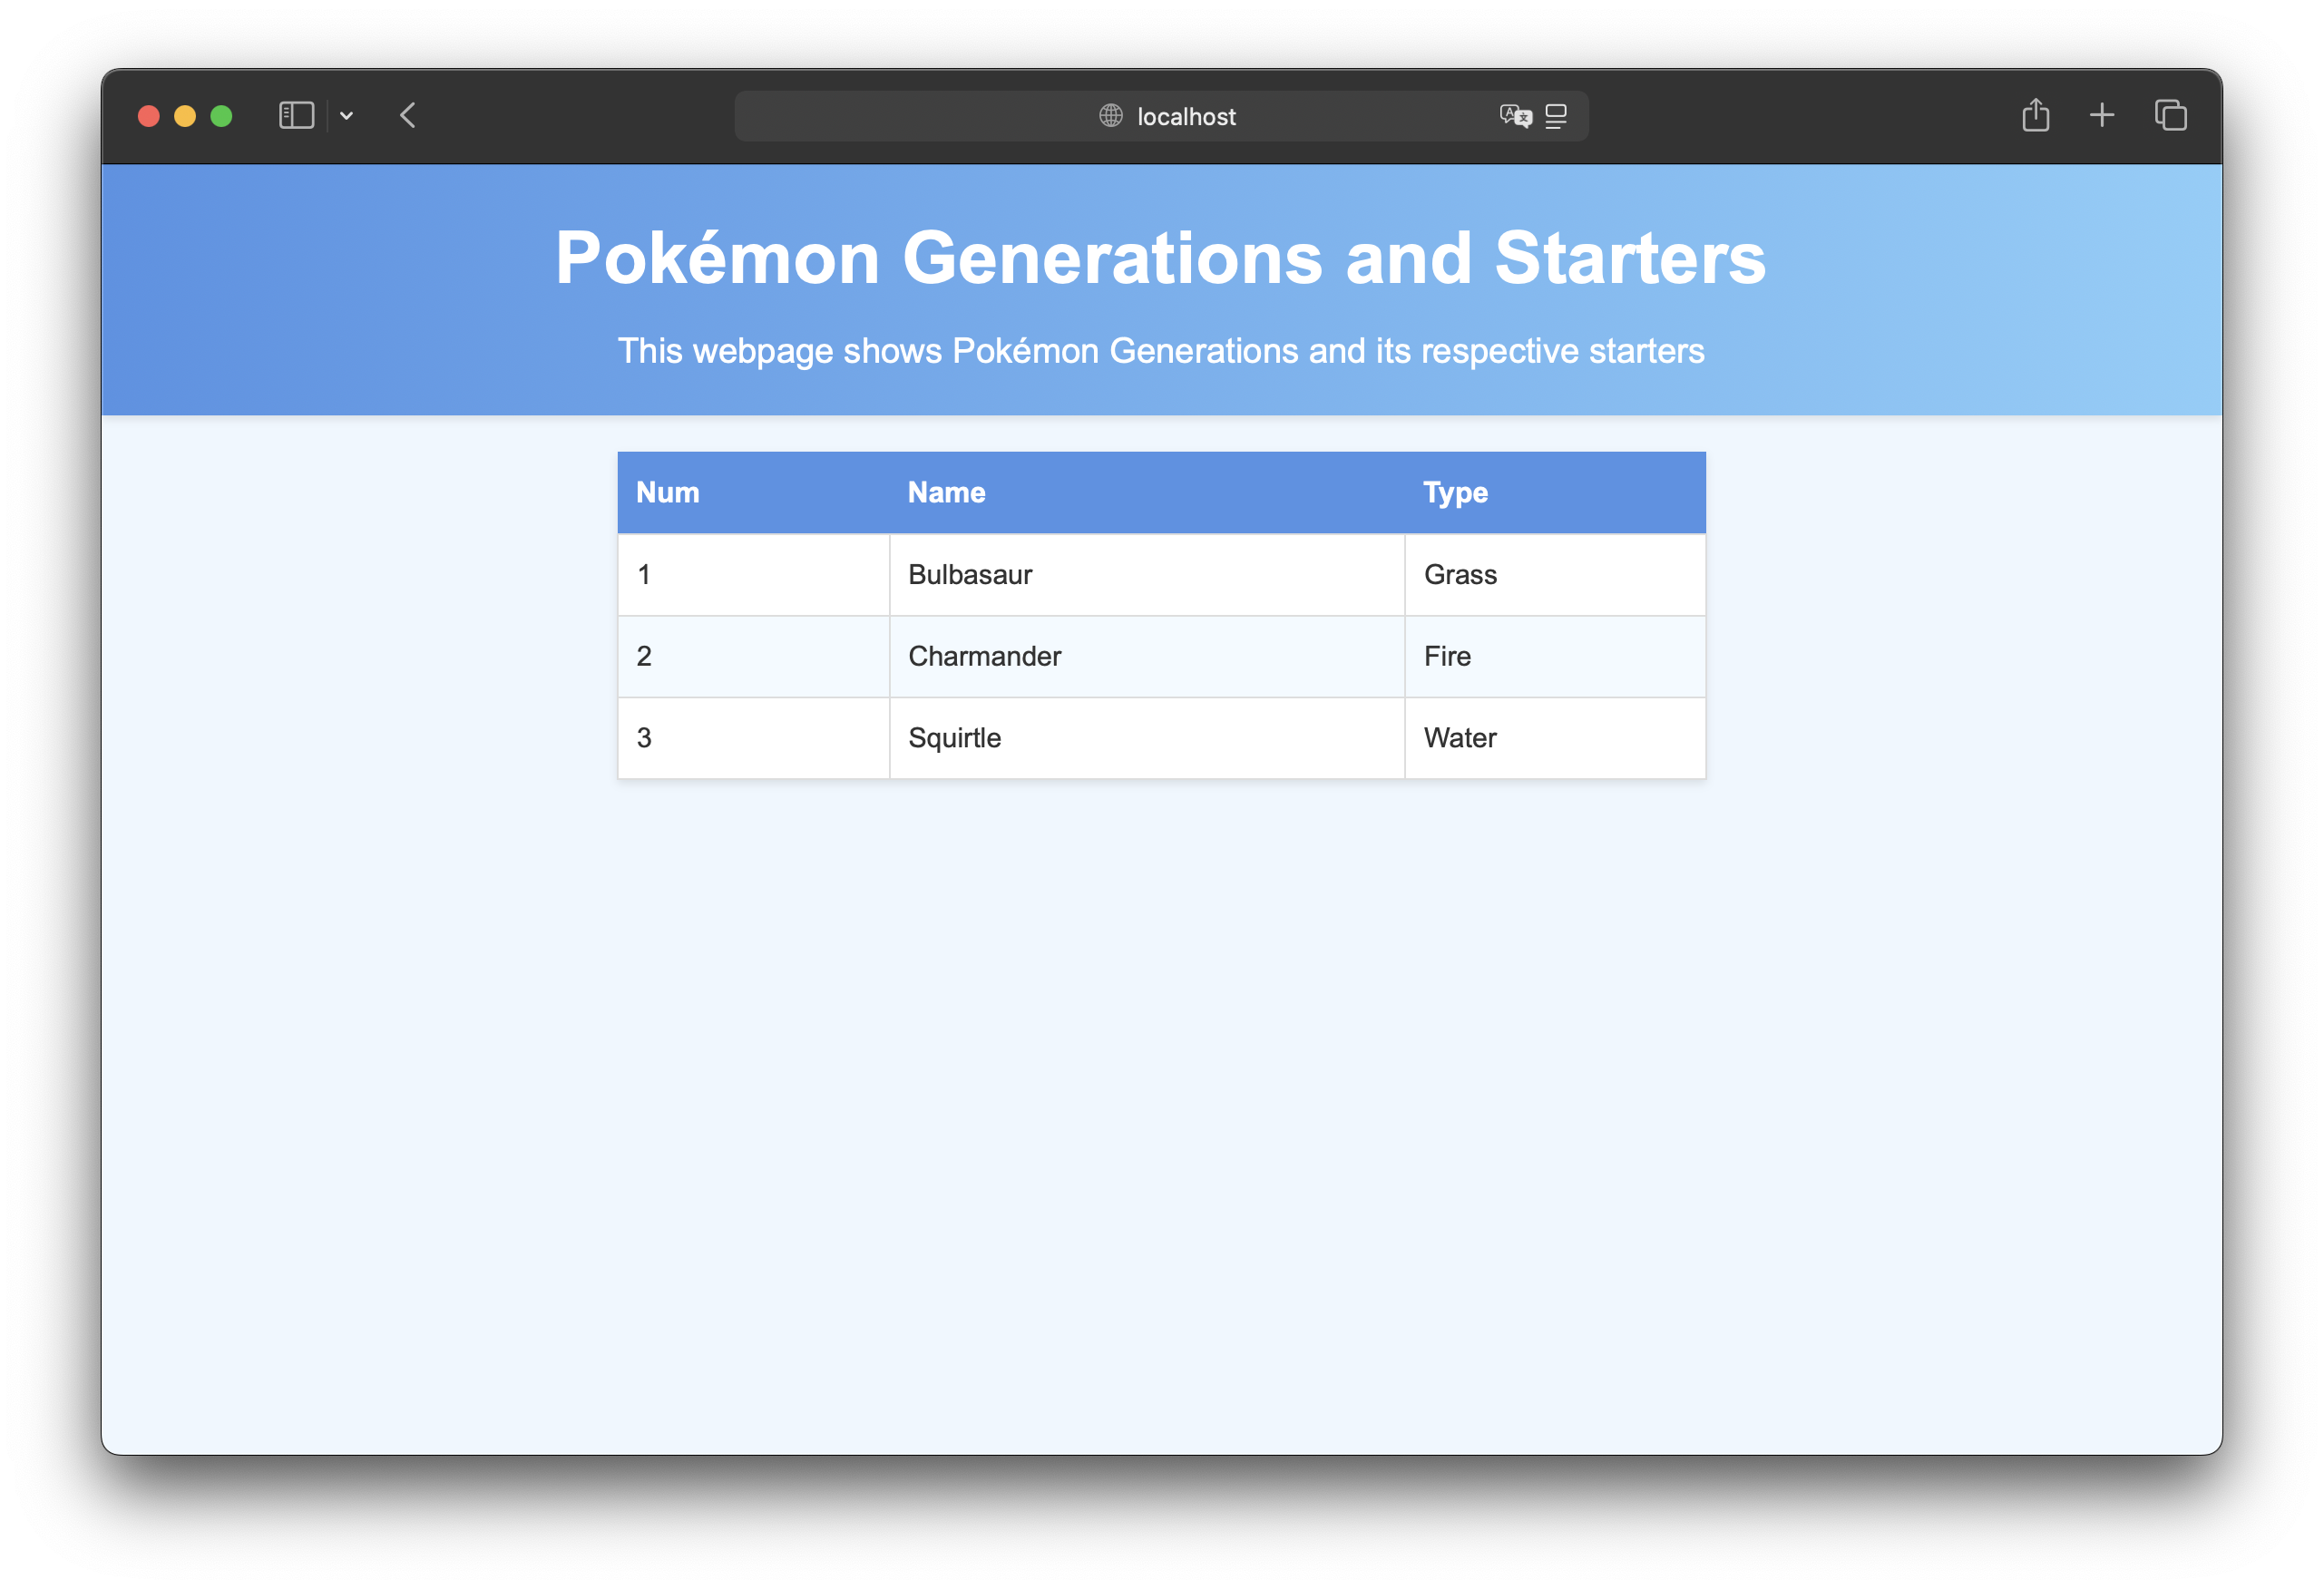 localhost
Pokémon Generations and Starters
This webpage shows Pokémon Generations and its respective starters
Num Name Type
1 Bulbasaur Grass
2 Charmander Fire
3 Squirtle Water